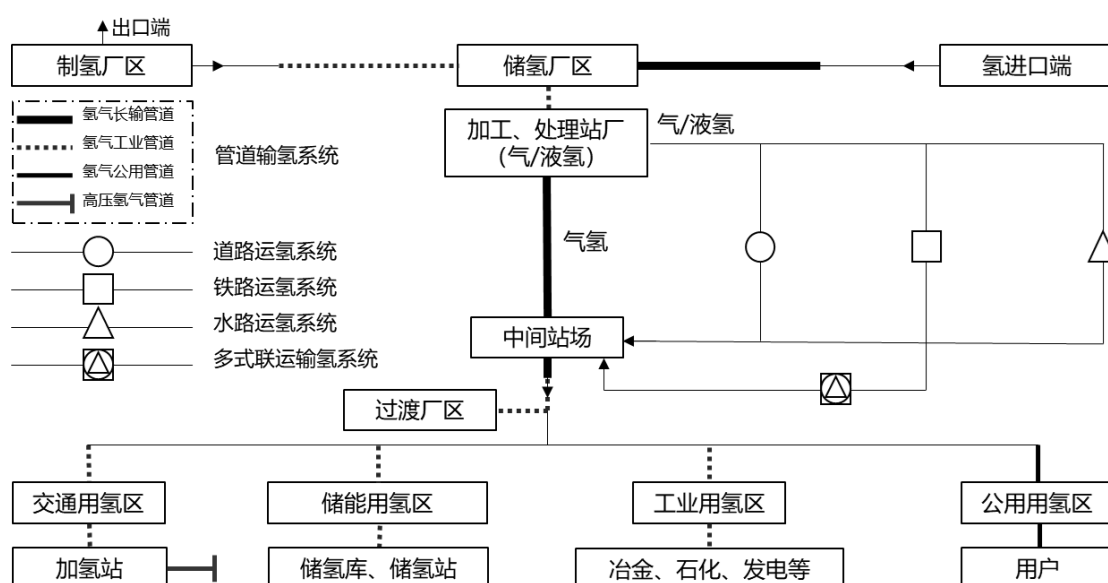 出口端
制氢厂区
储氢厂区
氢进口端
氢气长输管道
氢气工业管道
氢气公用管道
高压氢气管道
管道输氢系统
加工、处理站厂
（气/液氢）
气/液氢
道路运氢系统
铁路运氢系统
水路运氢系统
多式联运输氢系统
气氢
中间站场
过渡厂区
交通用氢区
储能用氢区
工业用氢区
公用用氢区
加氢站
储氢库、储氢站
冶金、石化、发电等
用户